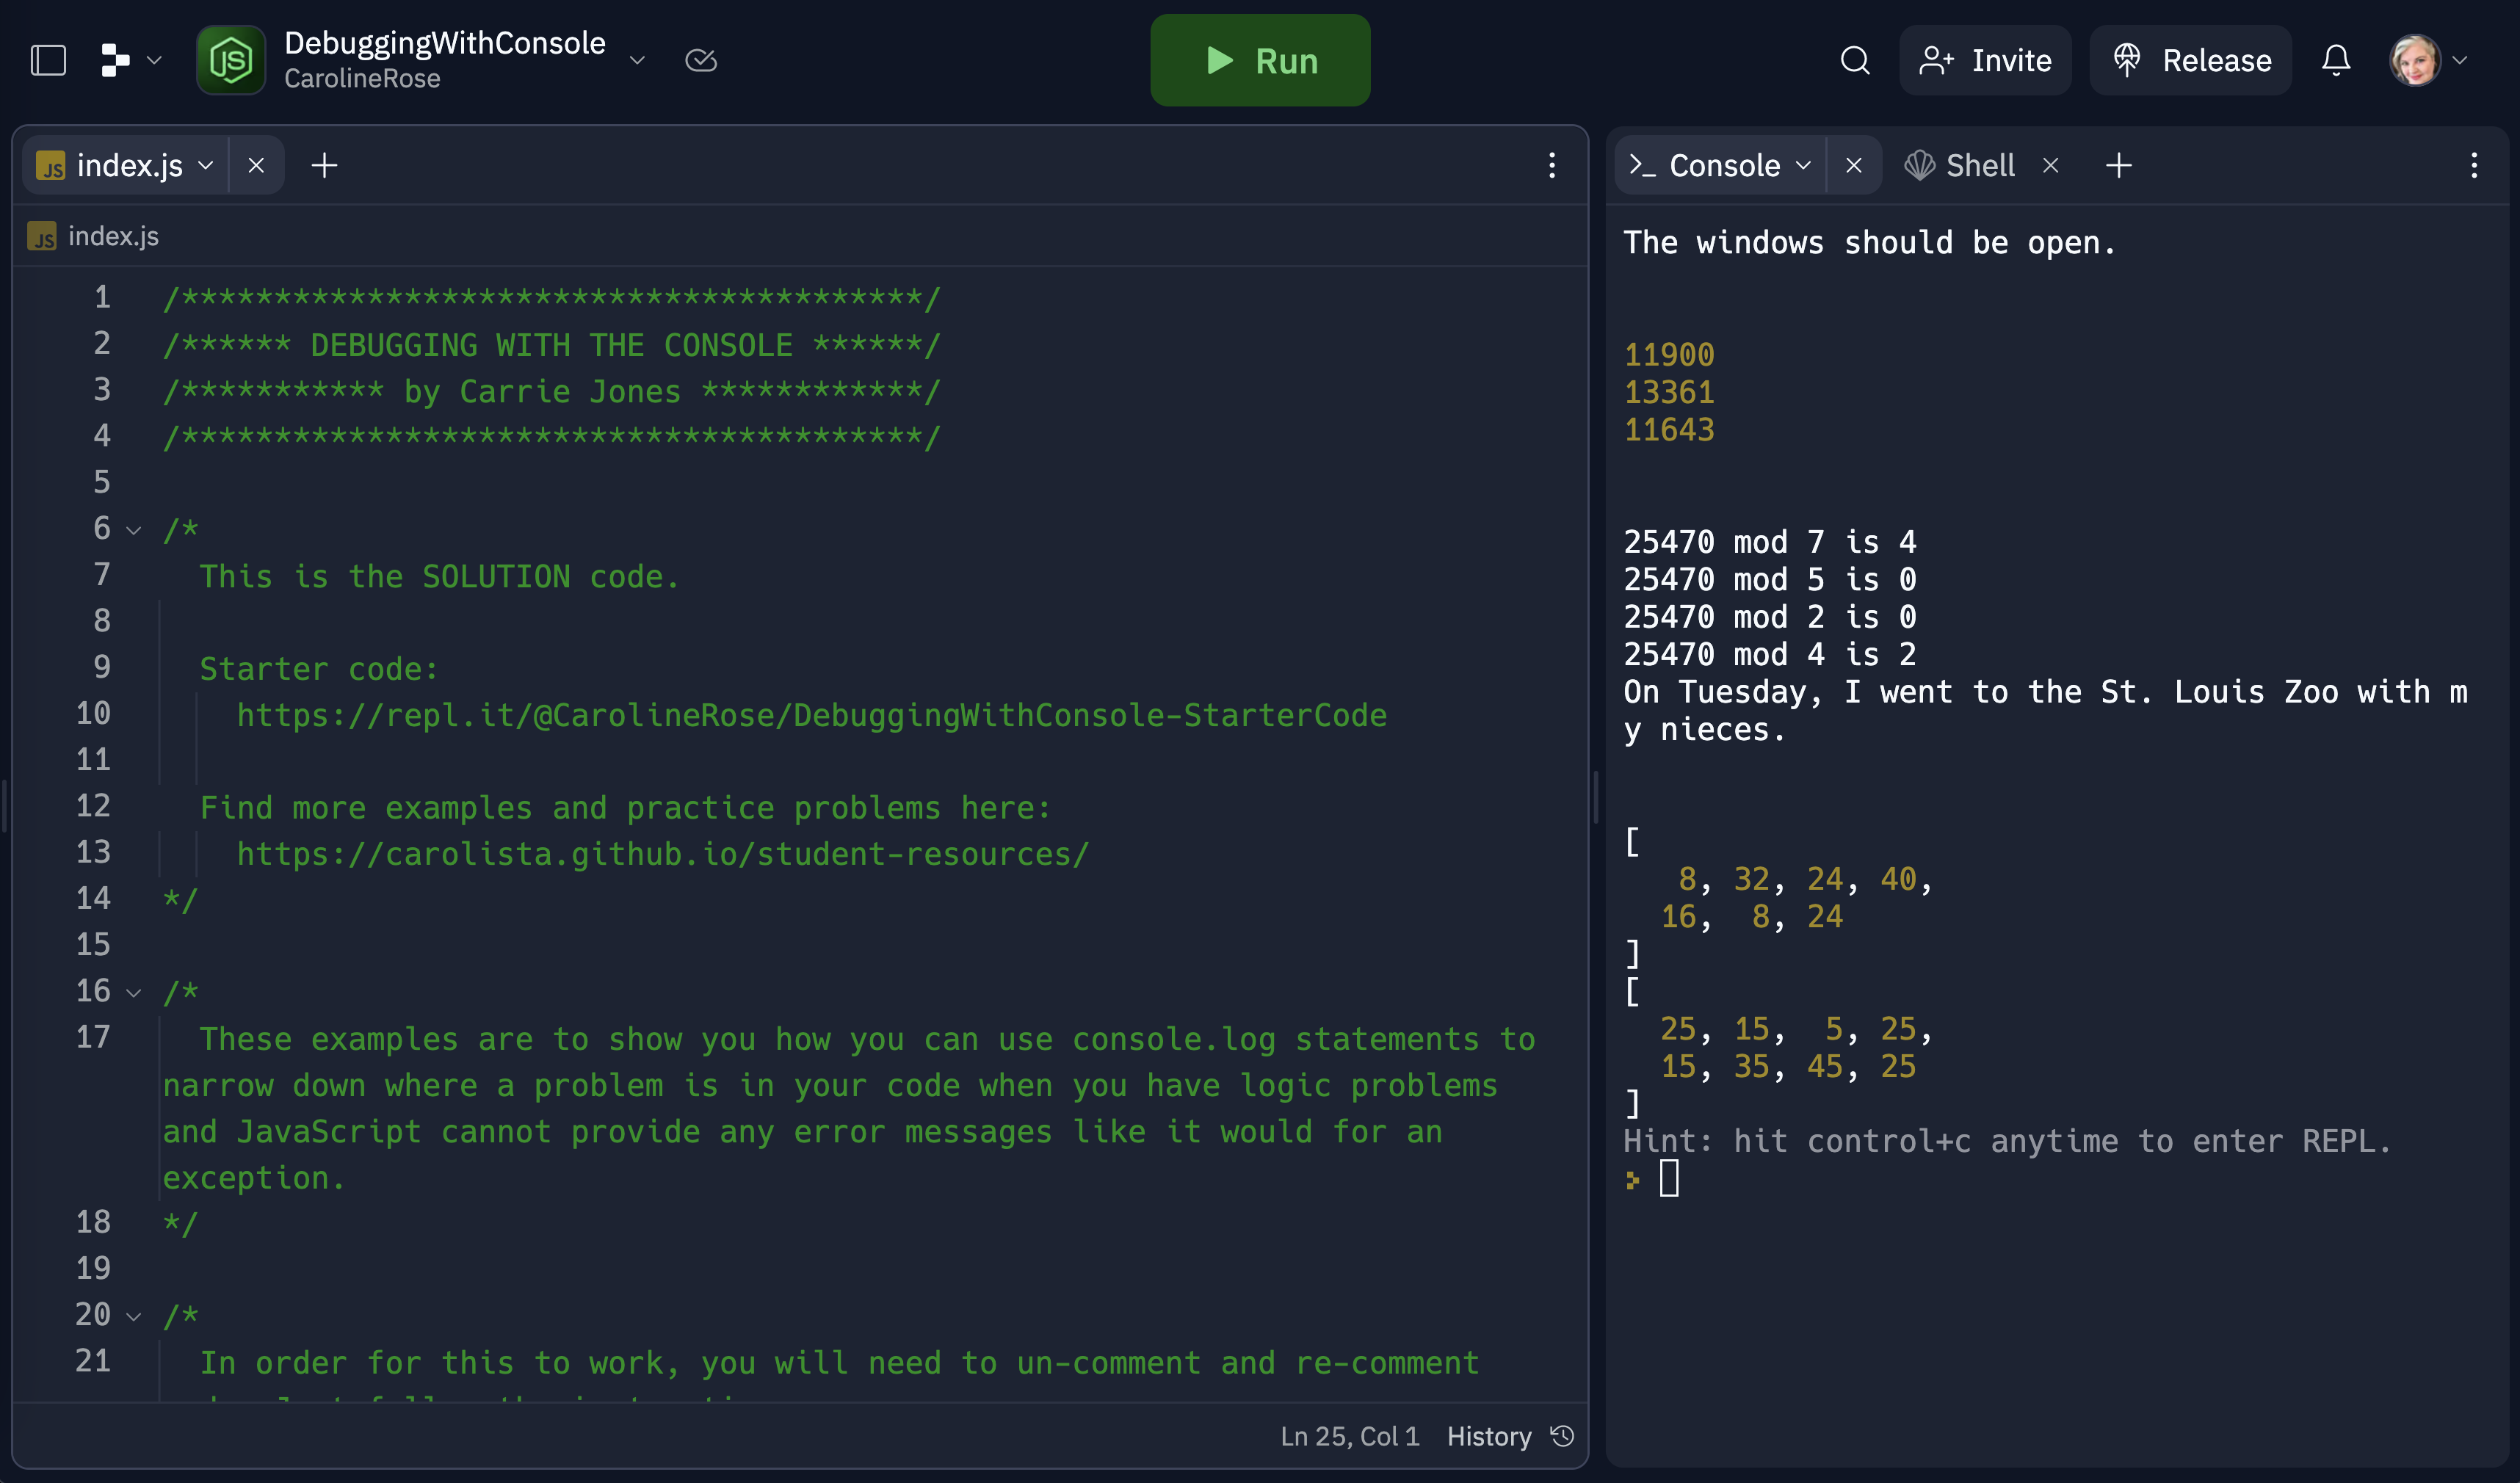 DebuggingWithConsole
CarolineRose
Run
Invite
Release
JS index.js
JS index.js
1 /****************************************/
2 /****** DEBUGGING WITH THE CONSOLE ******/
3 /*********** by Carrie Jones ************/
4 /****************************************/
5
6 /*
7 This is the SOLUTION code.
8
9 Starter code:
10 https://repl.it/@CarolineRose/DebuggingWithConsole-StarterCode
11
12 Find more examples and practice problems here:
13 https://carolista.github.io/student-resources/
14 */
15
16 /*
17 These examples are to show you how you can use console.log statements to
narrow down where a problem is in your code when you have logic problems
and JavaScript cannot provide any error messages like it would for an
exception.
18 */
19
20 /*
21 In order for this to work, you will need to un-comment and re-comment
Ln 25, Col 1 History
>_ Console
Shell
The windows should be open.
11900
13361
11643
25470 mod 7 is 4
25470 mod 5 is 0
25470 mod 2 is 0
25470 mod 4 is 2
On Tuesday, I went to the St. Louis Zoo with m
y nieces.
[
8, 32, 24, 40,
16, 8, 24
]
[
25, 15, 5, 25,
15, 35, 45, 25
]
Hint: hit control+c anytime to enter REPL.